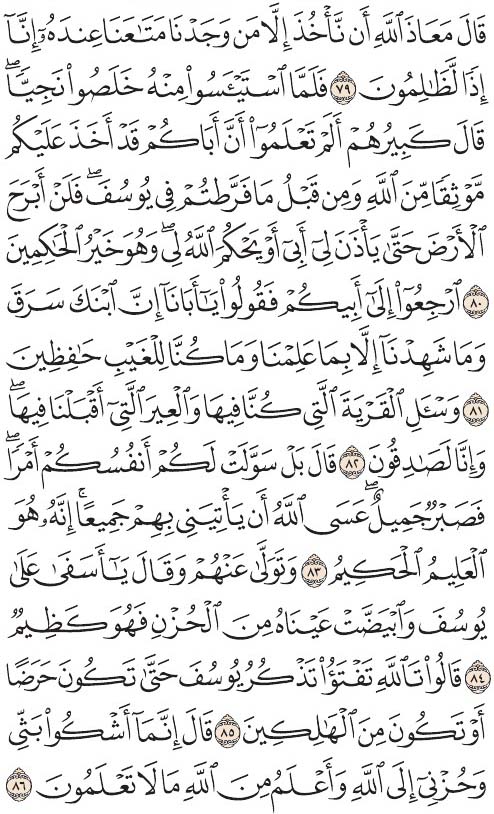 قَالَ مَعَاذَ ٱللَّهِ أَن نَّأۡخُذَ إِلَّا مَن وَجَدۡنَا مَتَٰعَنَا عِندَهُۥٓ إِنَّآ
إِذٗا لَّظَٰلِمُونَ ٧٩ فَلَمَّا ٱسۡتَيۡـَٔسُواْ مِنۡهُ خَلَصُواْ نَجِيّٗاۖ
قَالَ كَبِيرُهُمۡ أَلَمۡ تَعۡلَمُوٓاْ أَنَّ أَبَاكُمۡ قَدۡ أَخَذَ عَلَيۡكُم
مَّوۡثِقٗا مِّنَ ٱللَّهِ وَمِن قَبۡلُ مَا فَرَّطتُمۡ فِي يُوسُفَۖ فَلَنۡ أَبۡرَحَ
ٱلۡأَرۡضَ حَتَّىٰ يَأۡذَنَ لِيٓ أَبِيٓ أَوۡ يَحۡكُمَ ٱللَّهُ لِيۖ وَهُوَ خَيۡرُ ٱلۡحَٰكِمِينَ
٨٠ ٱرۡجِعُوٓاْ إِلَىٰٓ أَبِيكُمۡ فَقُولُواْ يَٰٓأَبَانَآ إِنَّ ٱبۡنَكَ سَرَقَ
وَمَا شَهِدۡنَآ إِلَّا بِمَا عَلِمۡنَا وَمَا كُنَّا لِلۡغَيۡبِ حَٰفِظِينَ
٨١ وَسۡـَٔلِ ٱلۡقَرۡيَةَ ٱلَّتِي كُنَّا فِيهَا وَٱلۡعِيرَ ٱلَّتِيٓ أَقۡبَلۡنَا فِيهَاۖ
وَإِنَّا لَصَٰدِقُونَ ٨٢ قَالَ بَلۡ سَوَّلَتۡ لَكُمۡ أَنفُسُكُمۡ أَمۡرٗاۖ
فَصَبۡرٞ جَمِيلٌۖ عَسَى ٱللَّهُ أَن يَأۡتِيَنِي بِهِمۡ جَمِيعًاۚ إِنَّهُۥ هُوَ
ٱلۡعَلِيمُ ٱلۡحَكِيمُ ٨٣ وَتَوَلَّىٰ عَنۡهُمۡ وَقَالَ يَٰٓأَسَفَىٰ عَلَىٰ
يُوسُفَ وَٱبۡيَضَّتۡ عَيۡنَاهُ مِنَ ٱلۡحُزۡنِ فَهُوَ كَظِيمٞ
٨٤ قَالُواْ تَٱللَّهِ تَفۡتَؤُاْ تَذۡكُرُ يُوسُفَ حَتَّىٰ تَكُونَ حَرَضًا
أَوۡ تَكُونَ مِنَ ٱلۡهَٰلِكِينَ ٨٥ قَالَ إِنَّمَآ أَشۡكُواْ بَثِّي
وَحُزۡنِيٓ إِلَى ٱللَّهِ وَأَعۡلَمُ مِنَ ٱللَّهِ مَا لَا تَعۡلَمُونَ ٨٦